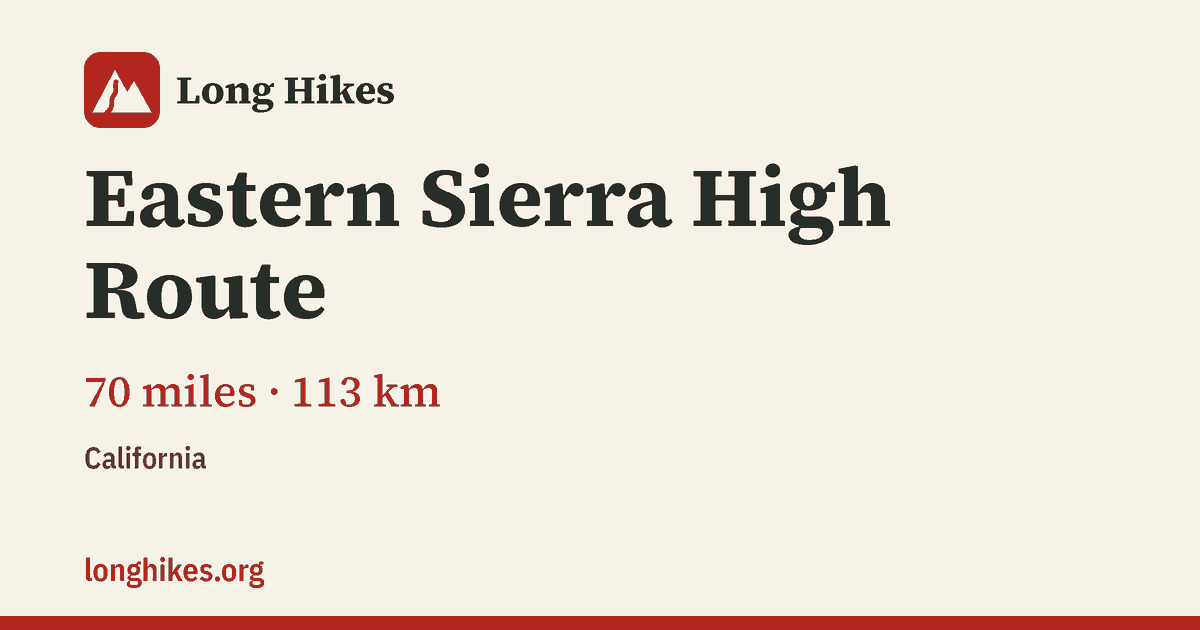 Long Hikes
Eastern Sierra High
Route
70 miles · 113 km
California
longhikes.org